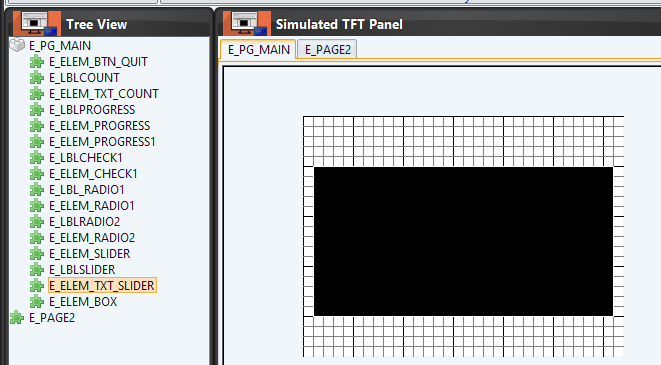 Tree View
E_PG_MAIN
E_ELEM_BTN_QUIT
E_LBLCOUNT
E_ELEM_TXT_COUNT
E_LBLPROGRESS
E_ELEM_PROGRESS
E_ELEM_PROGRESS1
E_LBLCHECK1
E_ELEM_CHECK1
E_LBL_RADIO1
E_ELEM_RADIO1
E_LBLRADIO2
E_ELEM_RADIO2
E_ELEM_SLIDER
E_LBLSLIDER
E_ELEM_TXT_SLIDER
E_ELEM_BOX
E_PAGE2
Simulated TFT Panel
E_PG_MAIN E_PAGE2